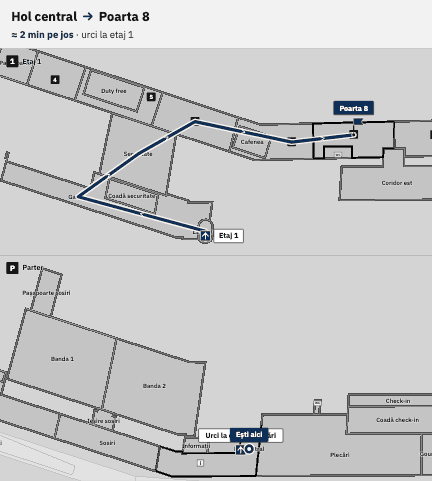 Hol central → Poarta 8
≈ 2 min pe jos · urci la etaj 1
1 Etaj 1
4
Duty free
5
Poarta 8
Cafenea
Coridor est
Coadă securitate
Etaj 1
P Parter
Pașapoarte sosiri
Banda 1
Banda 2
Ieșire sosiri
Sosiri
Informații
Urci la
Ești aici
Plecări
Check-in
Coadă check-in